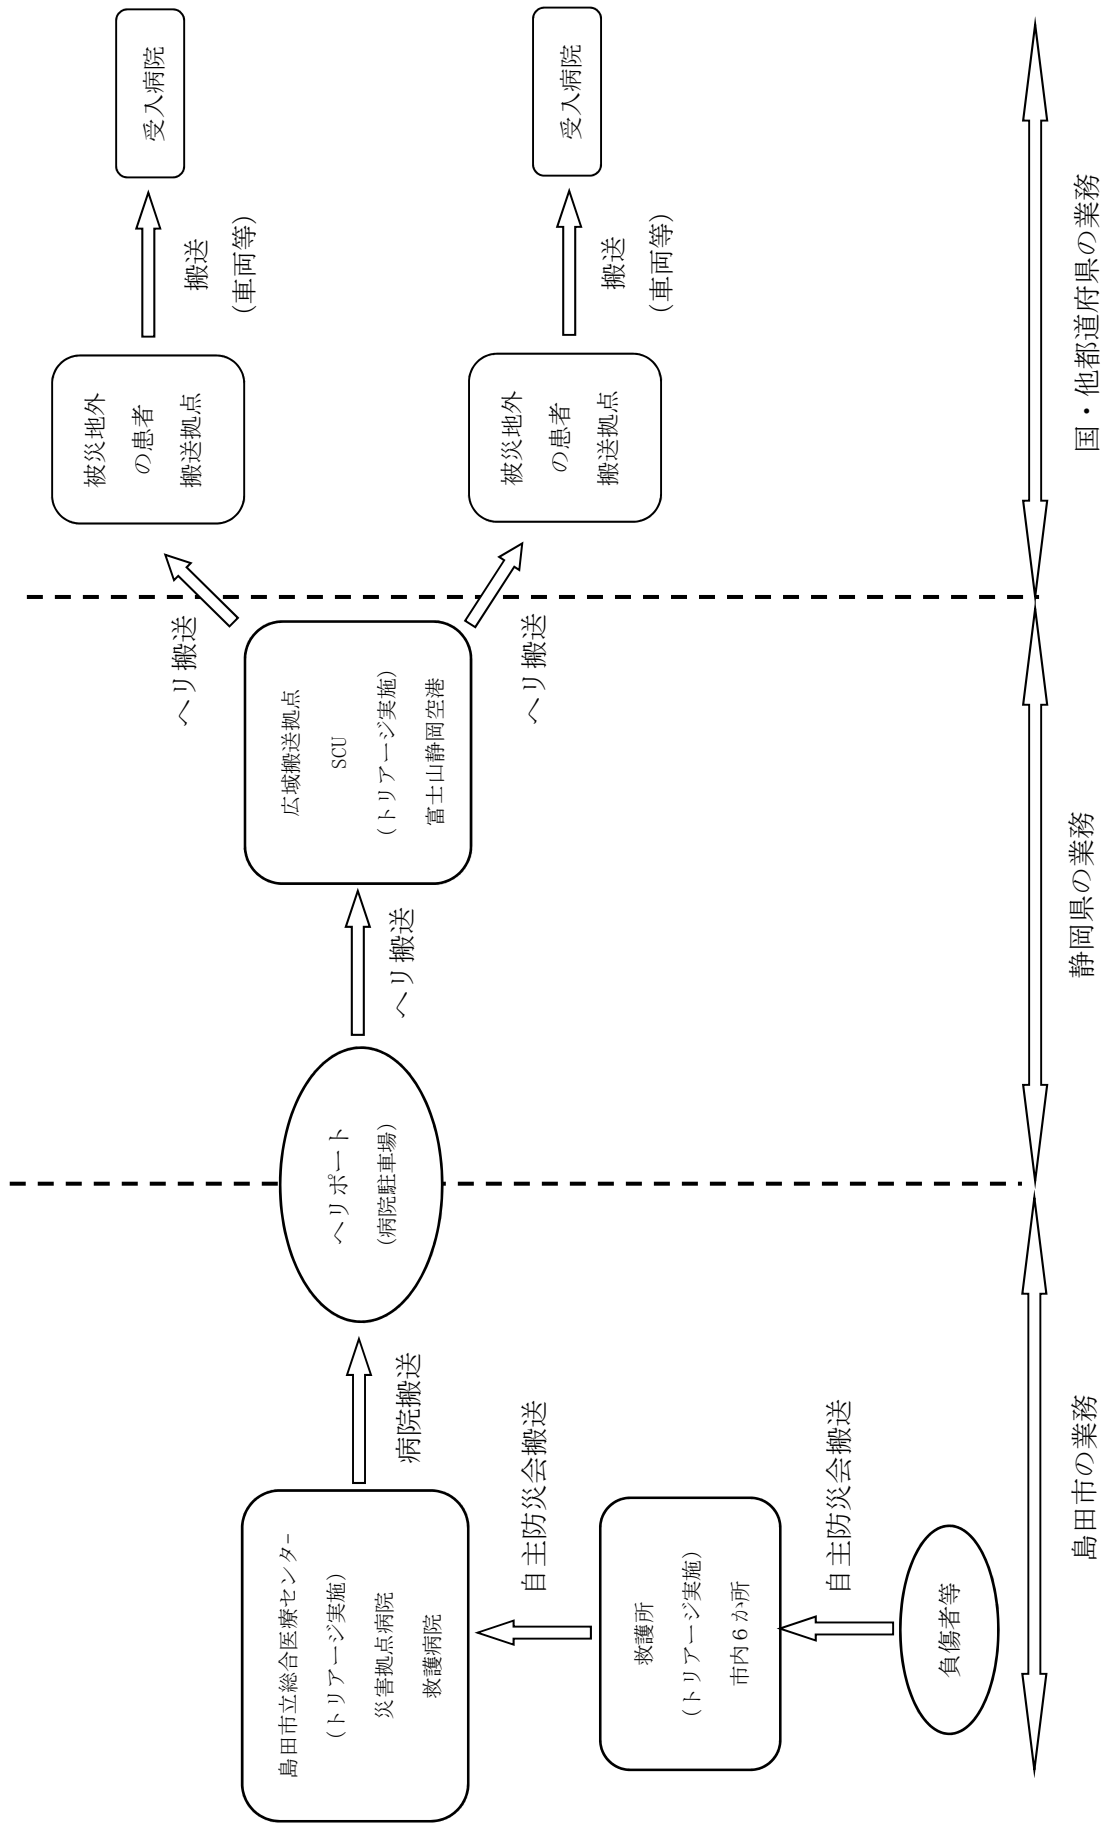 負傷者等
自主防災会搬送
救護所
(トリアージ実施)
市内６か所
自主防災会搬送
島田市立総合医療センター
(トリアージ実施)
災害拠点病院
救護病院
病院搬送
ヘリポート
(病院駐車場)
ヘリ搬送
広域搬送拠点
SCU
(トリアージ実施)
富士山静岡空港
ヘリ搬送
被災地外
の患者
搬送拠点
搬送
(車両等)
受入病院
ヘリ搬送
被災地外
の患者
搬送拠点
搬送
(車両等)
受入病院
島田市の業務
静岡県の業務
国・他都道府県の業務